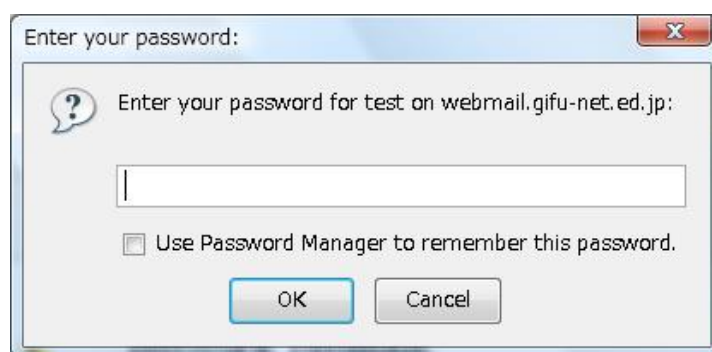 Enter your password:
Enter your password for test on webmail.gifu-net.ed.jp:
Use Password Manager to remember this password.
OK
Cancel